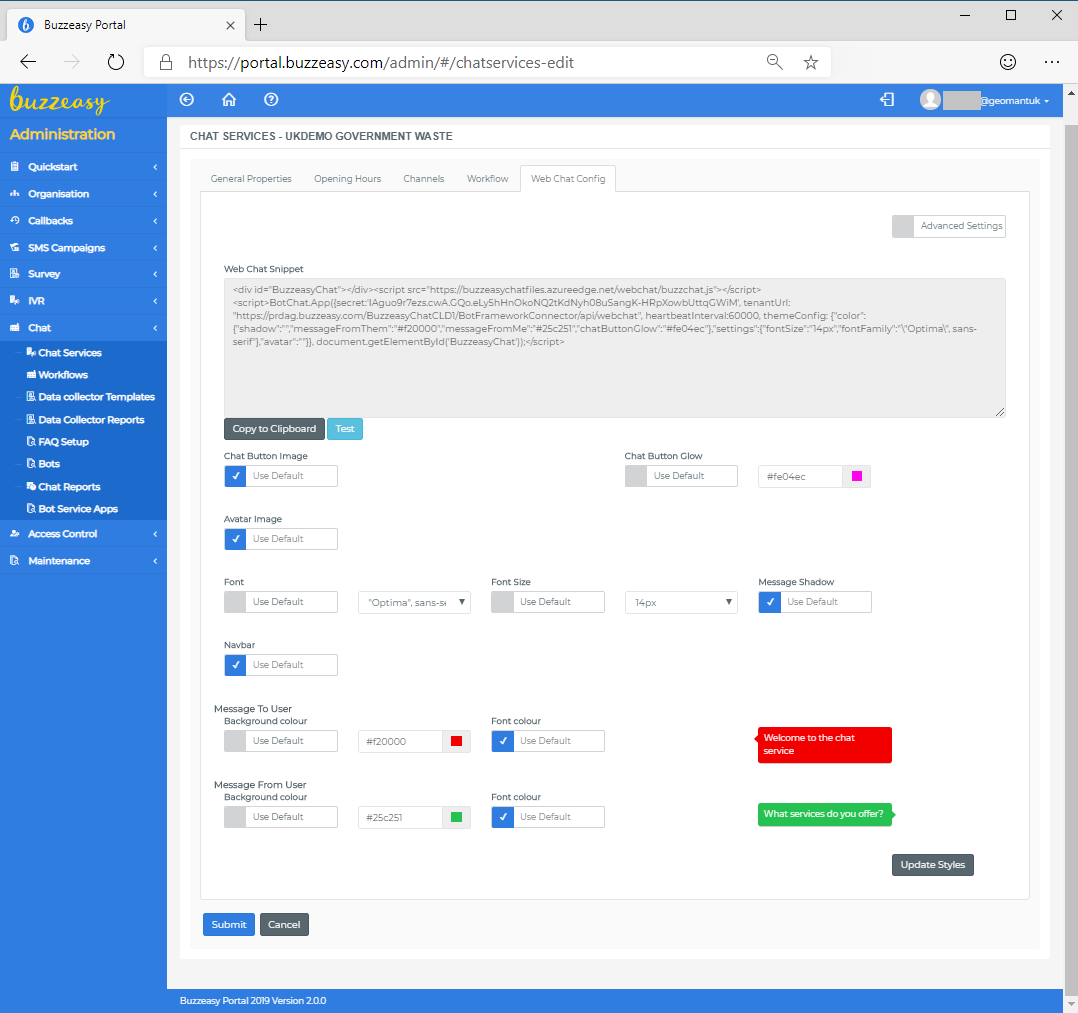 Buzzeasy Portal
https://portal.buzzeasy.com/admin/#/chatservices-edit
buzzeasy
@geomantuk
Administration
CHAT SERVICES - UKDEMO GOVERNMENT WASTE
Quickstart
Organisation
Callbacks
SMS Campaigns
Survey
IVR
Chat
Chat Services
Workflows
Data collector Templates
Data Collector Reports
FAQ Setup
Bots
Chat Reports
Bot Service Apps
Access Control
Maintenance
General Properties Opening Hours Channels Workflow Web Chat Config
Advanced Settings
Web Chat Snippet
<div id="BuzzeasyChat"></div><script src="https://buzzeasychatfiles.azureedge.net/webchat/buzzchat.js"></script>
<script>BotChat.App({secret:'IAguo9r7ezs.cwA.GQo.eLy5hHnOkoNQ2tKdNyh08uSangK-HRpXowbUttqGWiM', tenantUrl:
"https://prdag.buzzeasy.com/BuzzeasyChatCLD1/BotFrameworkConnector/api/webchat", heartbeatInterval:60000, themeConfig: {"color":
{"shadow":"","messageFromThem":"#f20000","messageFromMe":"#25c251","chatButtonGlow":"#fe04ec"},"settings":{"fontSize":"14px","fontFamily":"\"Optima\", sans-
serif"},"avatar":""}}, document.getElementById('BuzzeasyChat'));</script>
Copy to Clipboard Test
Chat Button Image Chat Button Glow
Use Default Use Default #fe04ec
Avatar Image
Use Default
Font Font Size Message Shadow
Use Default "Optima", sans-se Use Default 14px Use Default
Navbar
Use Default
Message To User
Background colour Font colour
Use Default #f20000 Use Default
Welcome to the chat
service
Message From User
Background colour Font colour
Use Default #25c251 Use Default
What services do you offer?
Update Styles
Submit Cancel
Buzzeasy Portal 2019 Version 2.0.0